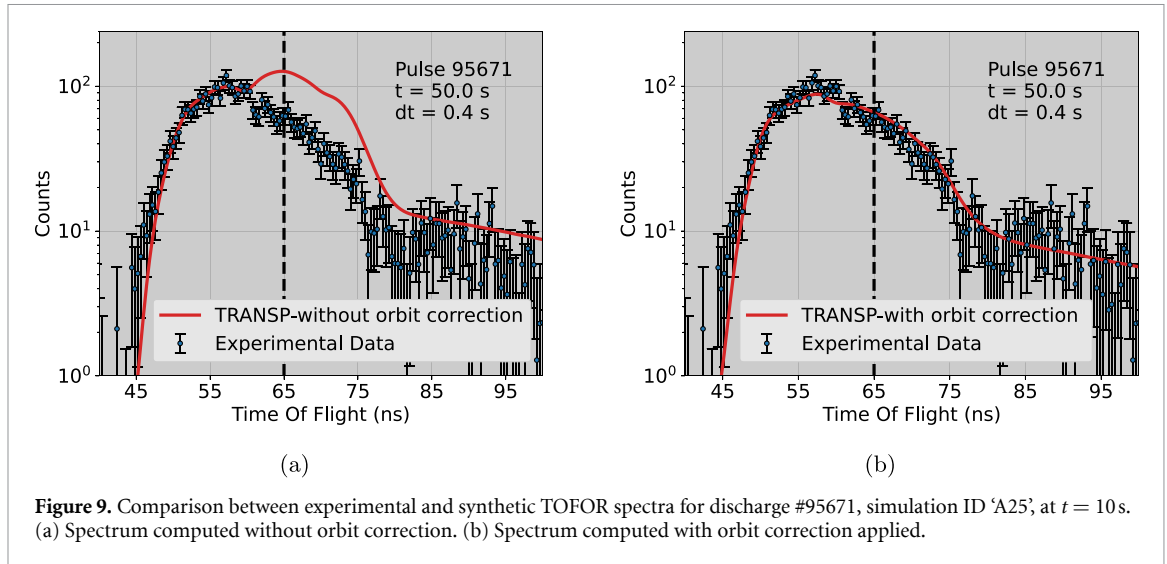 Pulse 95671
t = 50.0 s
dt = 0.4 s
10²
10¹
10⁰
Counts
TRANSP-without orbit correction
Experimental Data
45 55 65 75 85 95
Time Of Flight (ns)
(a)
Pulse 95671
t = 50.0 s
dt = 0.4 s
10²
10¹
10⁰
Counts
TRANSP-with orbit correction
Experimental Data
45 55 65 75 85 95
Time Of Flight (ns)
(b)
Figure 9. Comparison between experimental and synthetic TOFOR spectra for discharge #95671, simulation ID ‘A25’, at t = 10 s.
(a) Spectrum computed without orbit correction. (b) Spectrum computed with orbit correction applied.